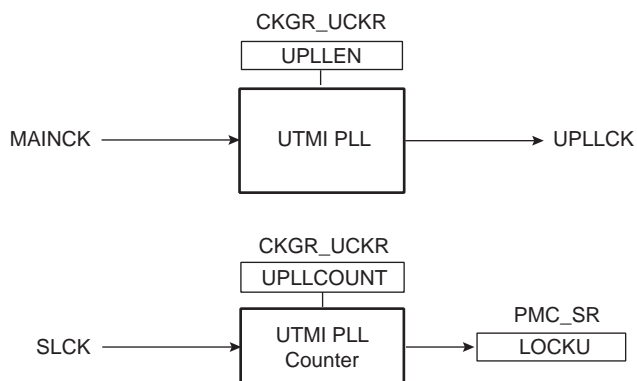 CKGR_UCKR
UPLLEN
MAINCK
UTMI PLL
UPLLCK
CKGR_UCKR
UPLLCOUNT
PMC_SR
SLCK
UTMI PLL
Counter
LOCKU